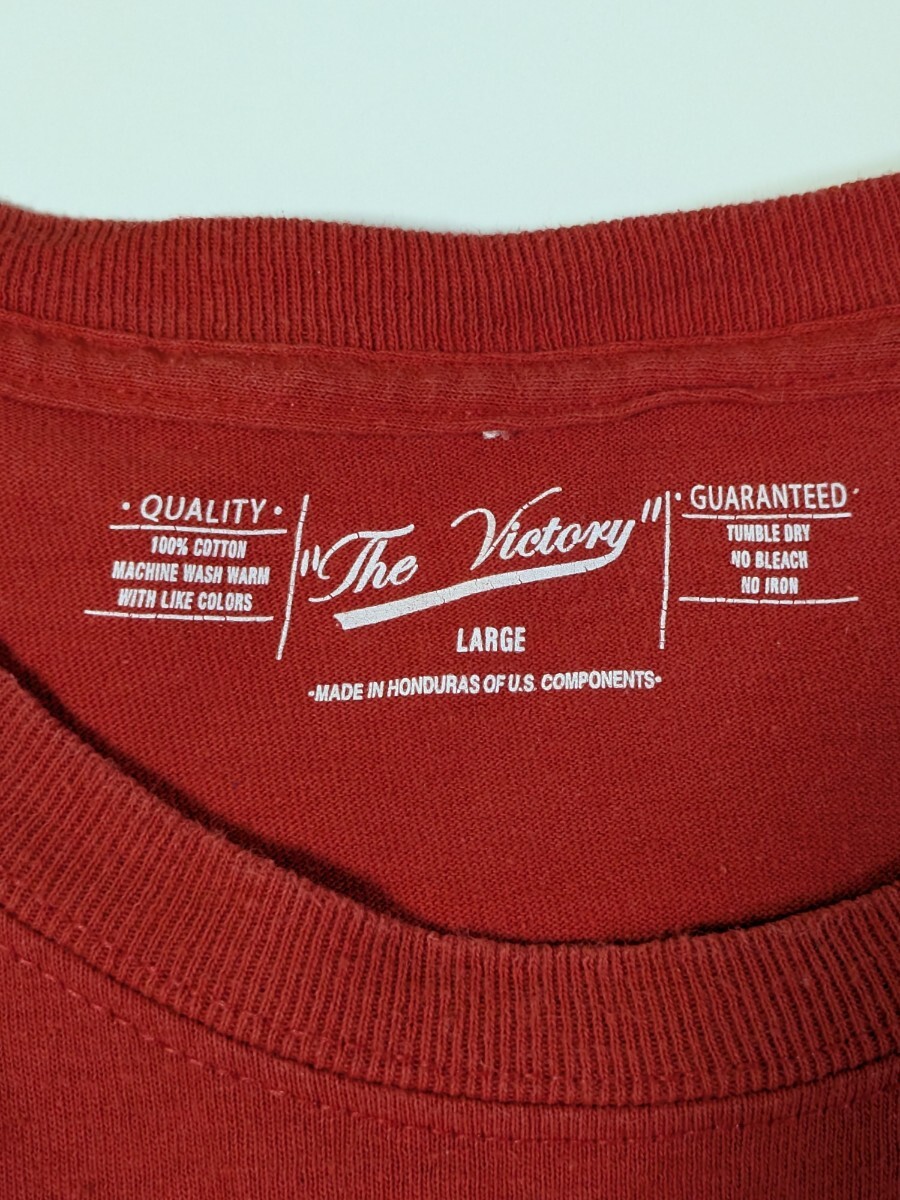 · QUALITY ·
100% COTTON
MACHINE WASH WARM
WITH LIKE COLORS
"The Victory"
LARGE
•MADE IN HONDURAS OF U.S. COMPONENTS•
· GUARANTEED ·
TUMBLE DRY
NO BLEACH
NO IRON